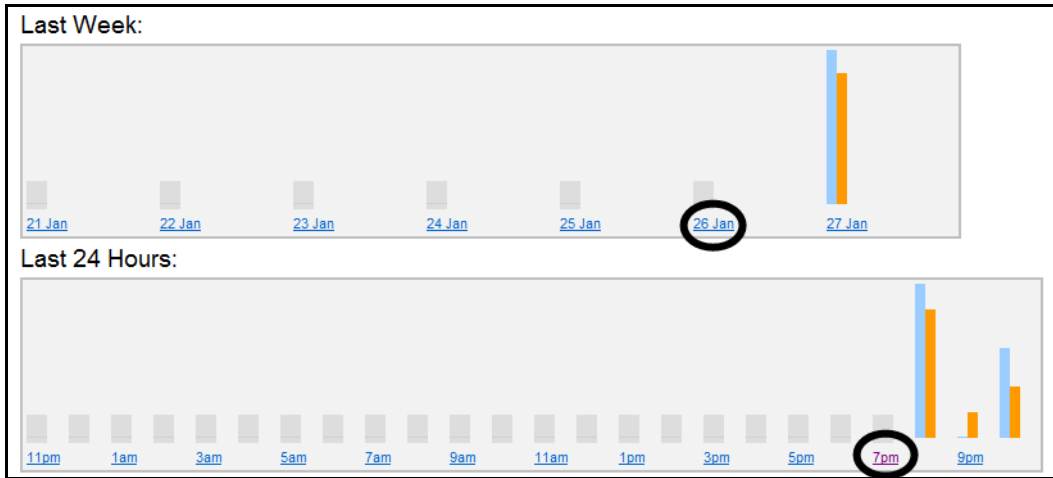 Last Week:
21 Jan 22 Jan 23 Jan 24 Jan 25 Jan 26 Jan 27 Jan
Last 24 Hours:
11pm 1am 3am 5am 7am 9am 11am 1pm 3pm 5pm 7pm 9pm